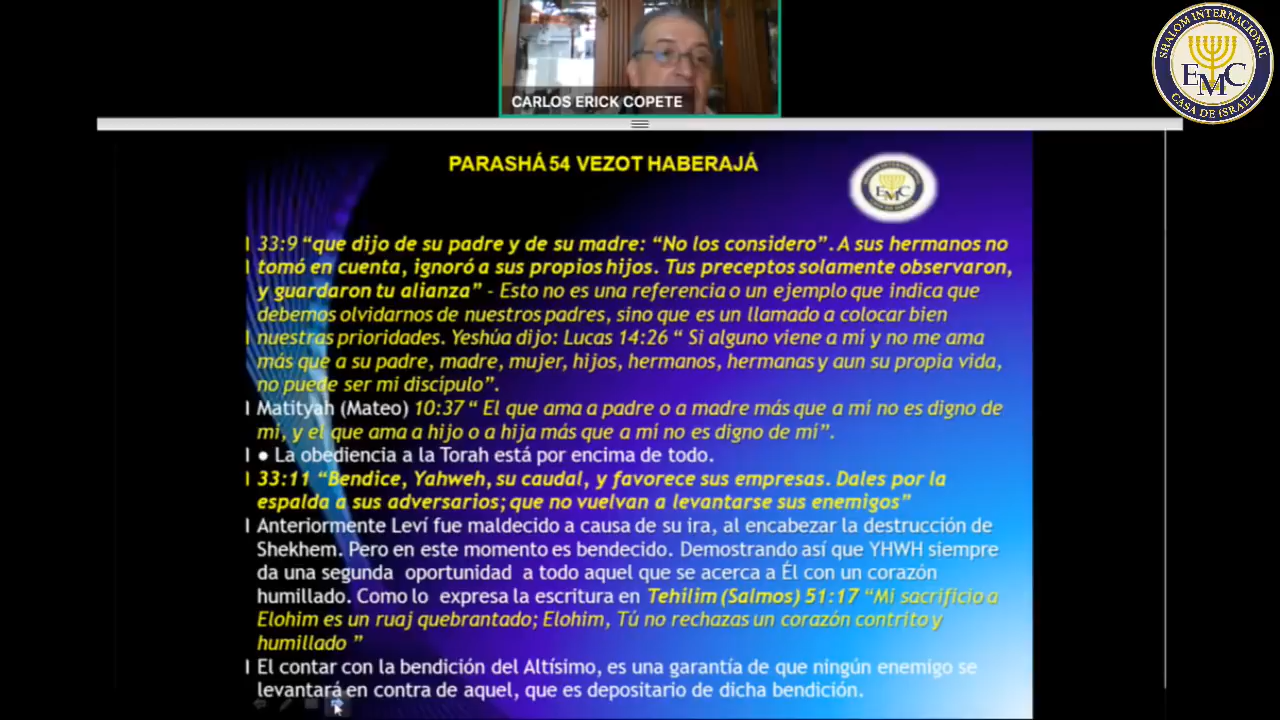 CARLOS ERICK COPETE
SHALOM INTERNACIONAL
EMC
CASA DE ISRAEL
PARASHÁ 54 VEZOT HABERAJÁ
EMC
33:9 “que dijo de su padre y de su madre: “No los considero”. A sus hermanos no
tomó en cuenta, ignoró a sus propios hijos. Tus preceptos solamente observaron,
y guardaron tu alianza” - Esto no es una referencia o un ejemplo que indica que
debemos olvidarnos de nuestros padres, sino que es un llamado a colocar bien
nuestras prioridades. Yeshúa dijo: Lucas 14:26 “ Si alguno viene a mí y no me ama
más que a su padre, madre, mujer, hijos, hermanos, hermanas y aun su propia vida,
no puede ser mi discípulo”.
Matityah (Mateo) 10:37 “ El que ama a padre o a madre más que a mí no es digno de
mí, y el que ama a hijo o a hija más que a mí no es digno de mí”.
● La obediencia a la Torah está por encima de todo.
33:11 “Bendice, Yahweh, su caudal, y favorece sus empresas. Dales por la
espalda a sus adversarios; que no vuelvan a levantarse sus enemigos”
Anteriormente Leví fue maldecido a causa de su ira, al encabezar la destrucción de
Shekhem. Pero en este momento es bendecido. Demostrando así que YHWH siempre
da una segunda oportunidad a todo aquel que se acerca a Él con un corazón
humillado. Como lo expresa la escritura en Tehilim (Salmos) 51:17 “Mi sacrificio a
Elohim es un ruaj quebrantado; Elohim, Tú no rechazas un corazón contrito y
humillado ”
El contar con la bendición del Altísimo, es una garantía de que ningún enemigo se
levantará en contra de aquel, que es depositario de dicha bendición.